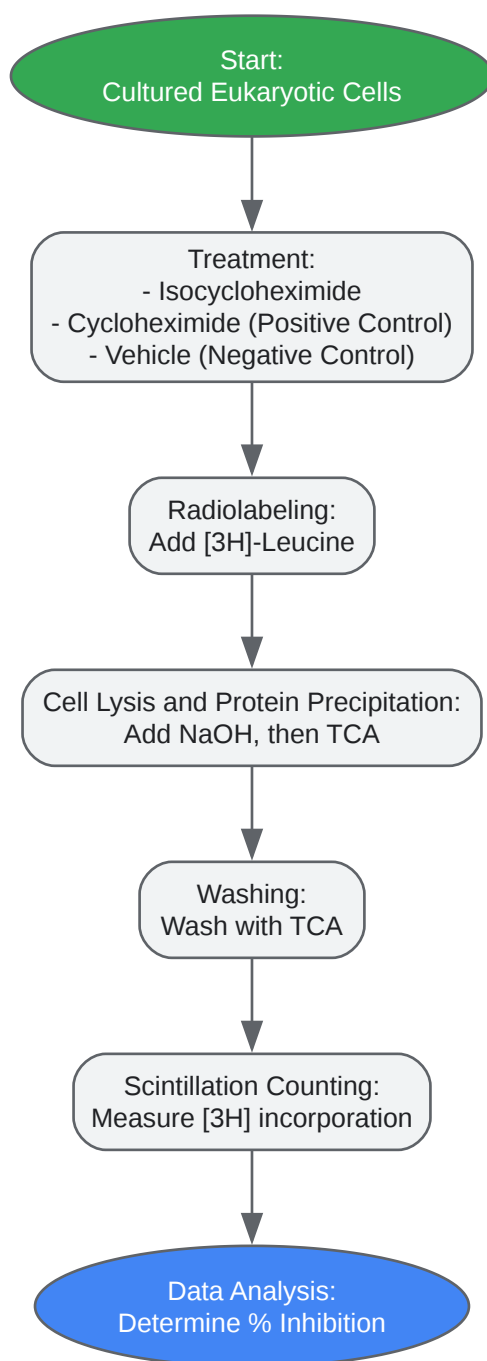 Start:
Cultured Eukaryotic Cells
Treatment:
- Isocycloheximide
- Cycloheximide (Positive Control)
- Vehicle (Negative Control)
Radiolabeling:
Add [3H]-Leucine
Cell Lysis and Protein Precipitation:
Add NaOH, then TCA
Washing:
Wash with TCA
Scintillation Counting:
Measure [3H] incorporation
Data Analysis:
Determine % Inhibition